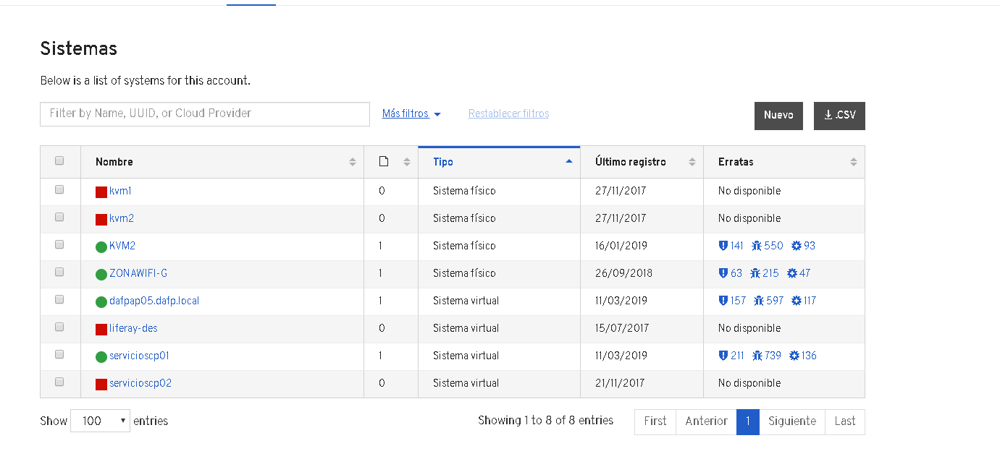 Sistemas
Below is a list of systems for this account.
Filter by Name, UUID, or Cloud Provider Más filtros Restablecer filtros Nuevo .CSV
Nombre Tipo Último registro Erratas
kvm1 0 Sistema físico 27/11/2017 No disponible
kvm2 0 Sistema físico 27/11/2017 No disponible
KVM2 1 Sistema físico 16/01/2019 141 550 93
ZONAWIFI-G 1 Sistema físico 26/09/2018 63 215 47
dafpap05.dafp.local 1 Sistema virtual 11/03/2019 157 597 117
liferay-des 0 Sistema virtual 15/07/2017 No disponible
servicioscp01 1 Sistema virtual 11/03/2019 211 739 136
servicioscp02 0 Sistema virtual 21/11/2017 No disponible
Show 100 entries Showing 1 to 8 of 8 entries First Anterior 1 Siguiente Last